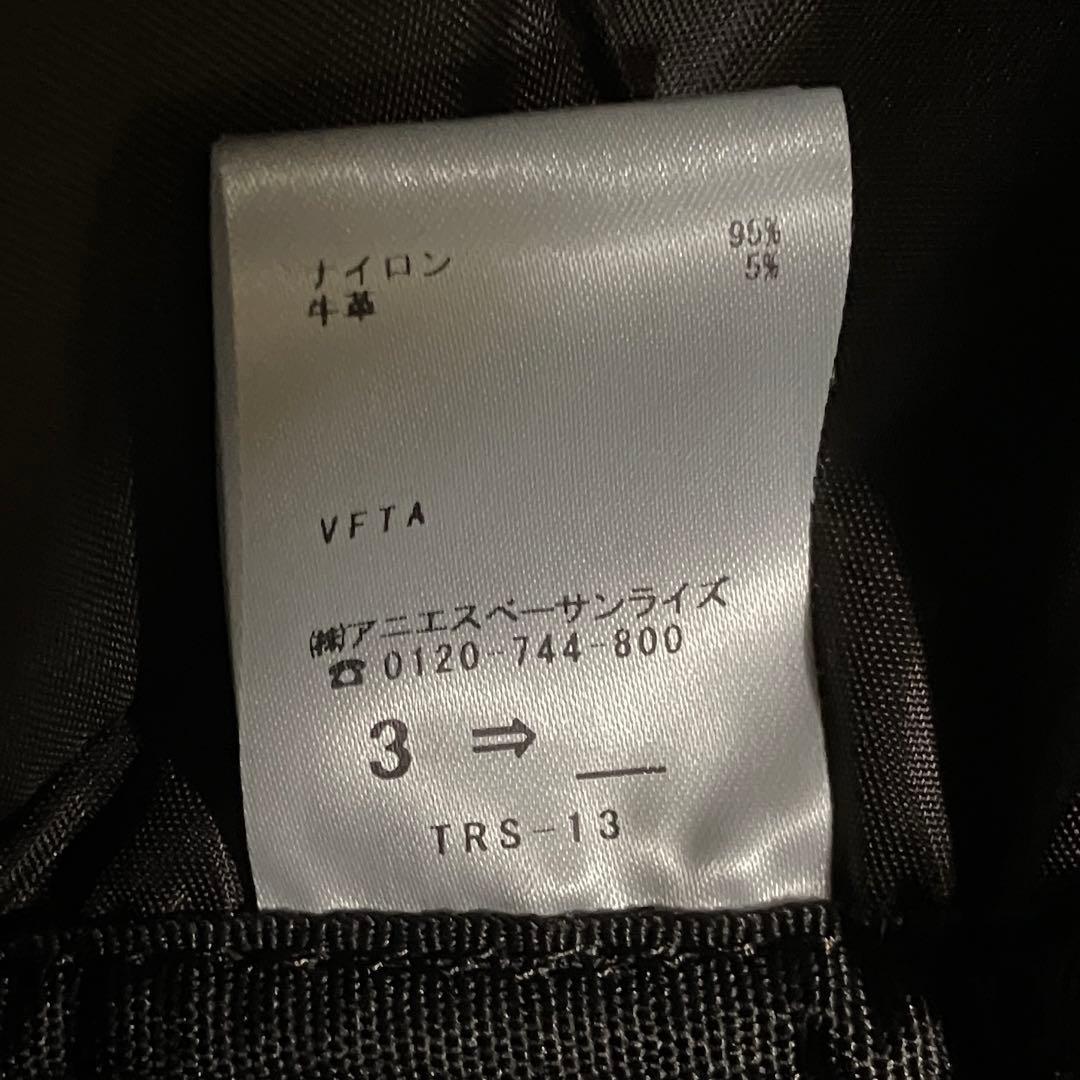 ナイロン 95%
牛革 5%
VFTA
㈱アニエスベーサンライズ
☎0120-744-800
3 ⇒ __
TRS-13